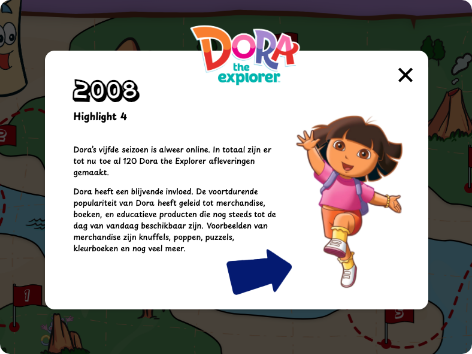 DORA
the
explorer
2008
Highlight 4
Dora's vijfde seizoen is alweer online. In totaal zijn er
tot nu toe al 120 Dora the Explorer afleveringen
gemaakt.
Dora heeft een blijvende invloed. De voortdurende
populariteit van Dora heeft geleid tot merchandise,
boeken, en educatieve producten die nog steeds tot de
dag van vandaag beschikbaar zijn. Voorbeelden van
merchandise zijn knuffels, poppen, puzzels,
kleurboeken en nog veel meer.
2
1